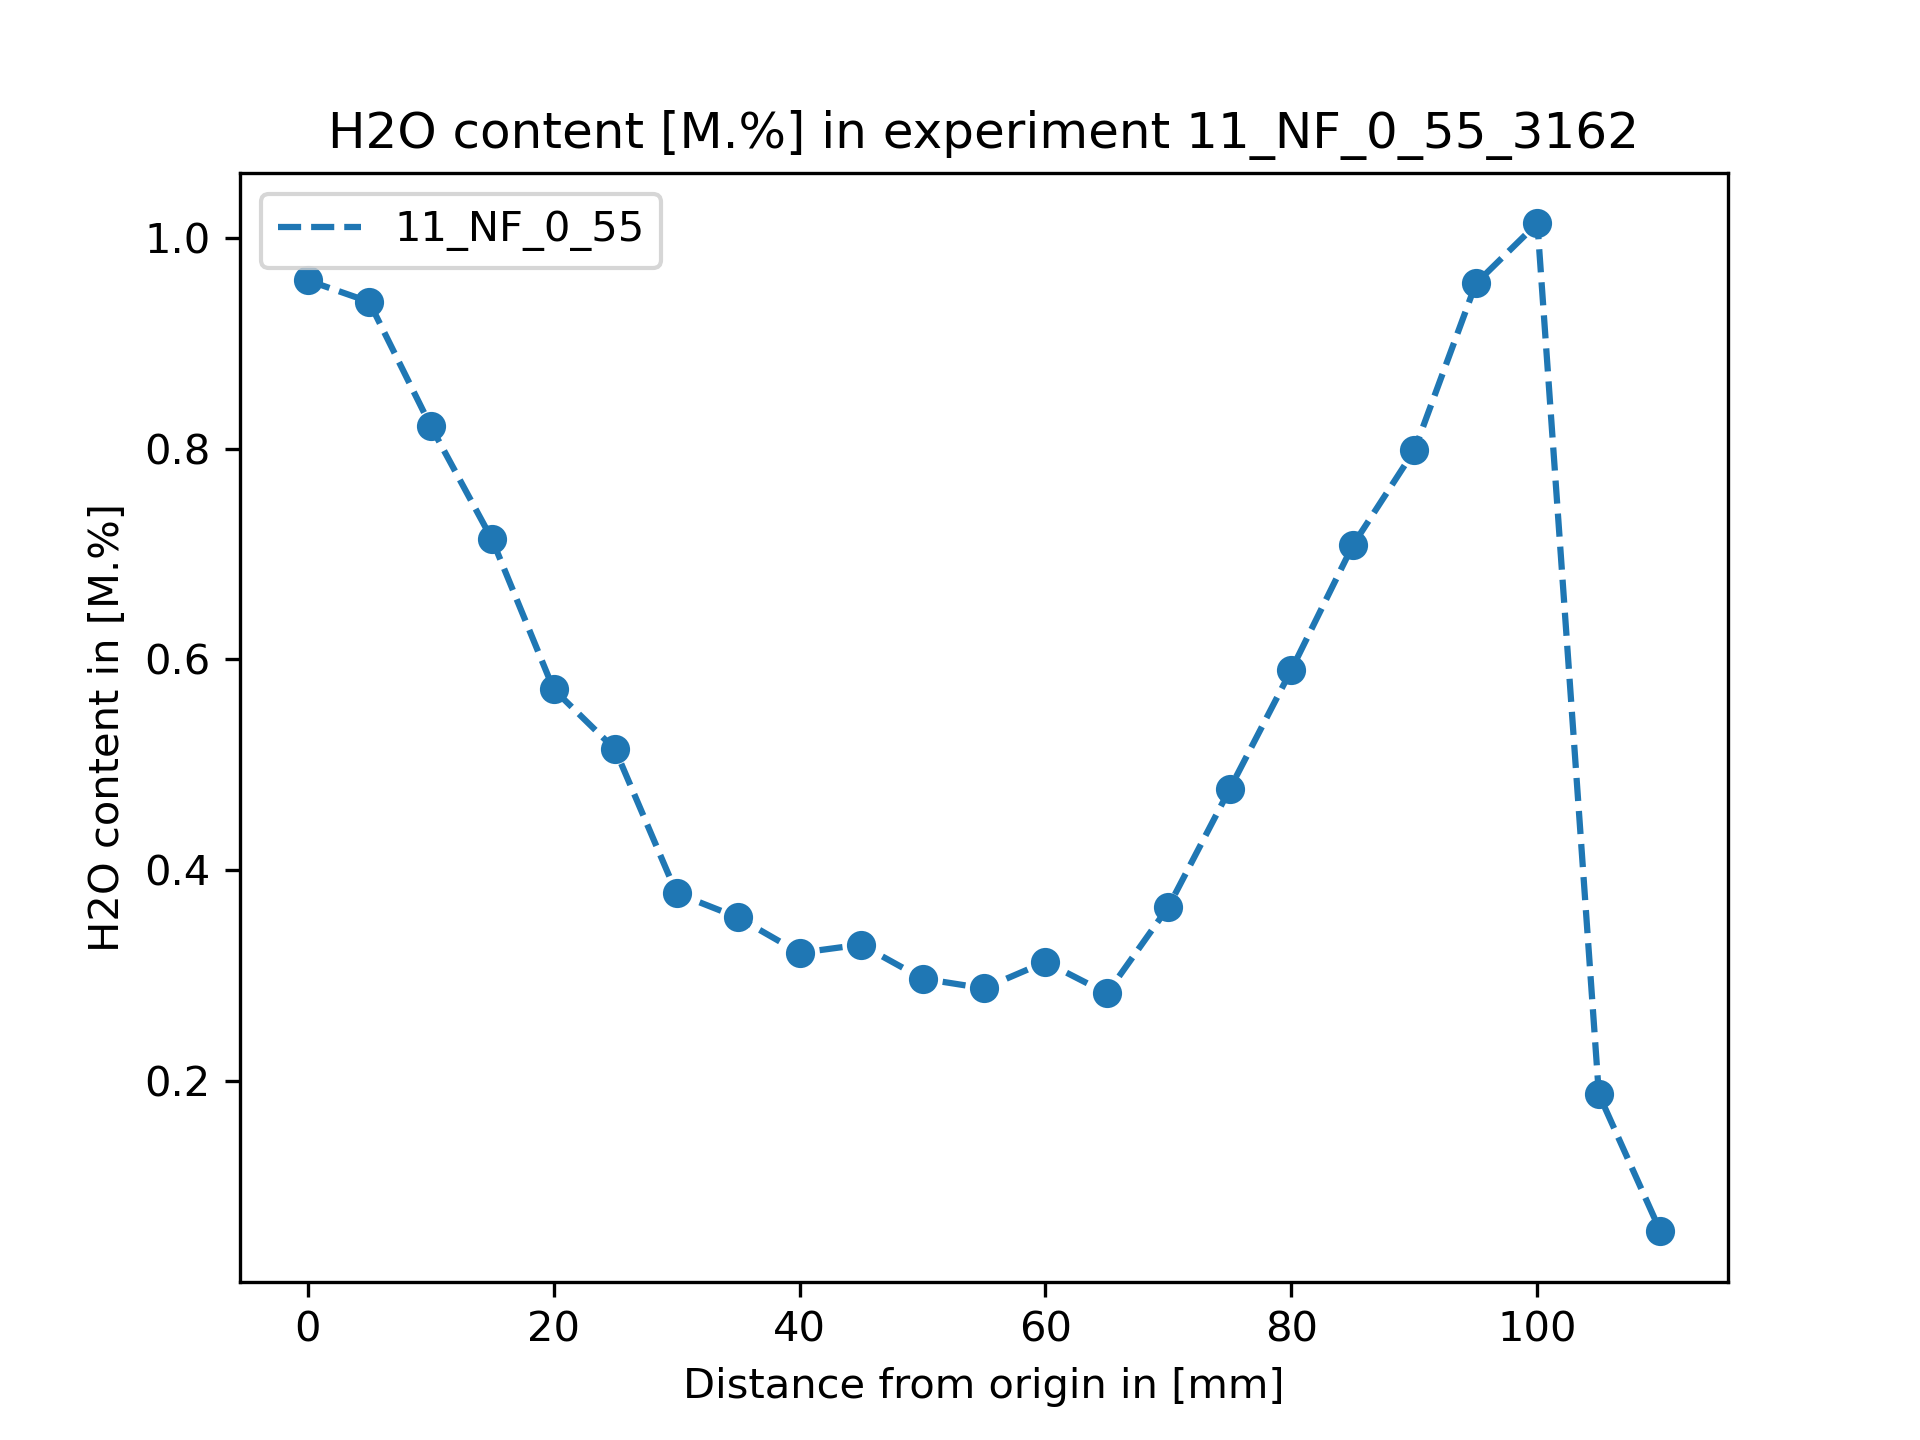 H2O content [M.%] in experiment 11_NF_0_55_3162
11_NF_0_55
1.0
0.8
0.6
0.4
0.2
H2O content in [M.%]
0 20 40 60 80 100
Distance from origin in [mm]